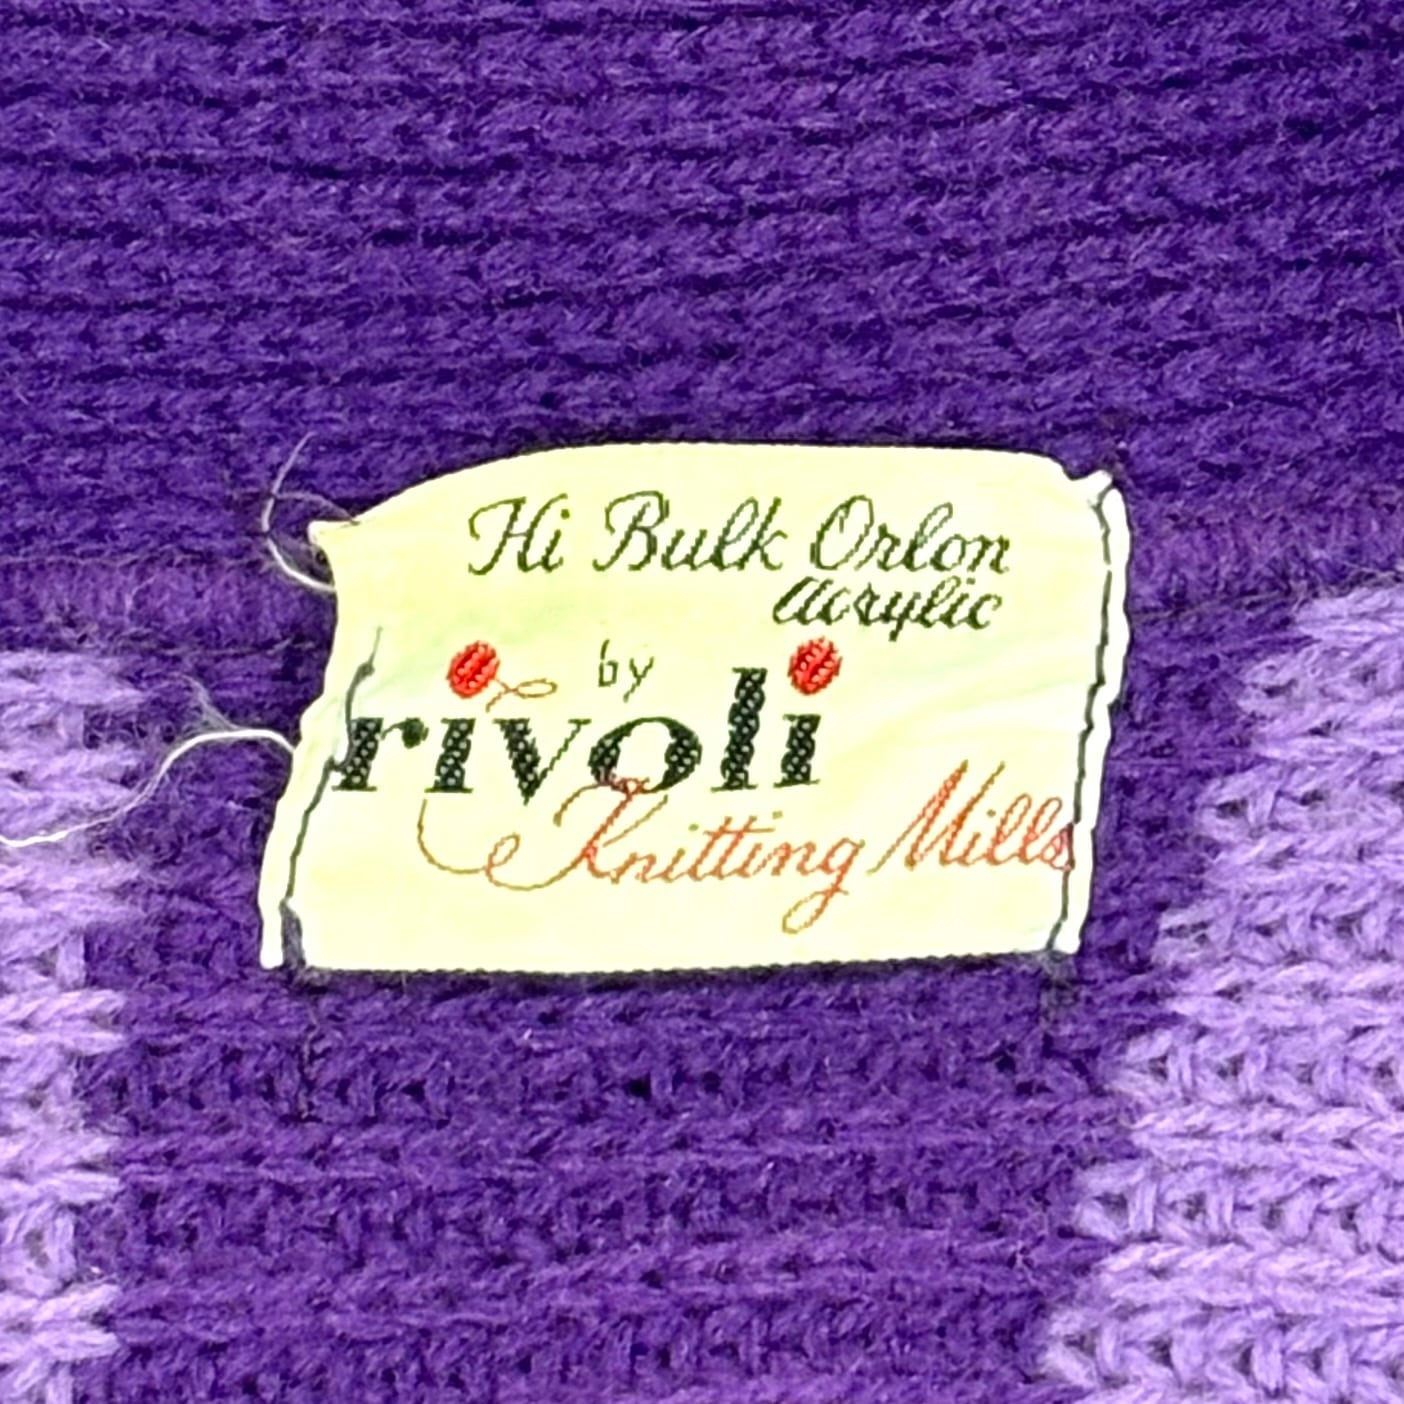 Hi Bulk Orlon
Acrylic
by
rivoli
Knitting Mills